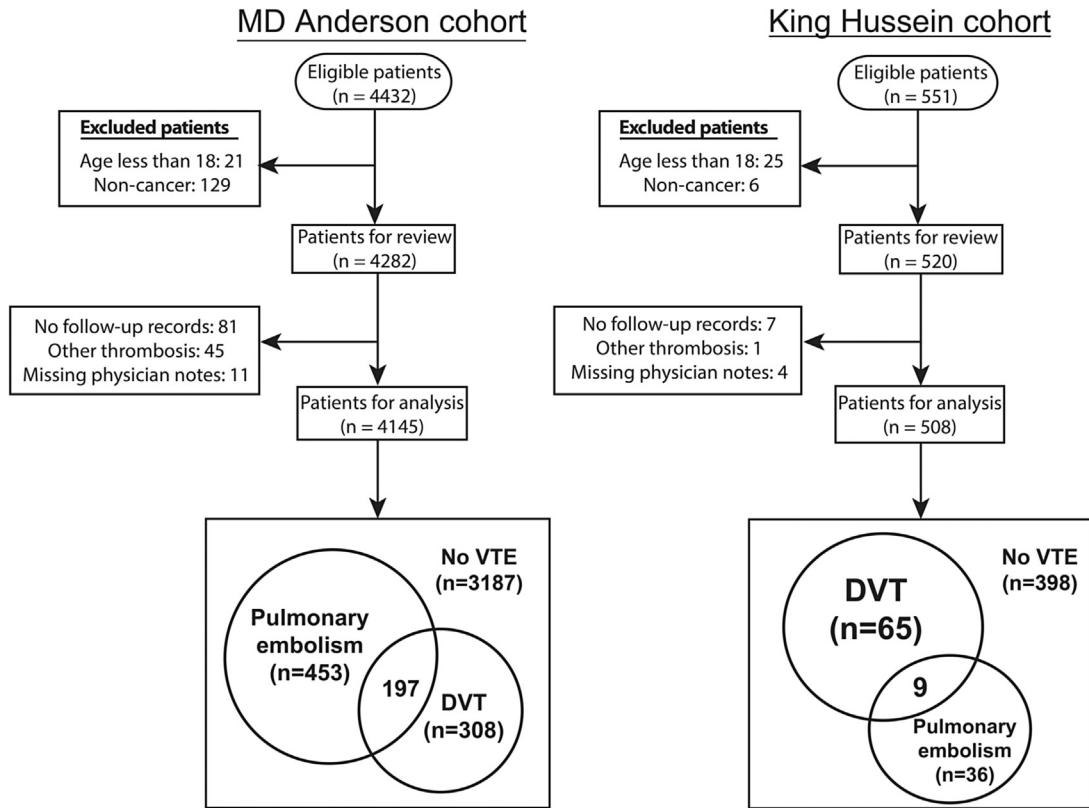 MD Anderson cohort
Eligible patients
(n = 4432)
Excluded patients
Age less than 18: 21
Non-cancer: 129
Patients for review
(n = 4282)
No follow-up records: 81
Other thrombosis: 45
Missing physician notes: 11
Patients for analysis
(n = 4145)
No VTE
(n=3187)
Pulmonary
embolism
(n=453)
197
DVT
(n=308)
King Hussein cohort
Eligible patients
(n = 551)
Excluded patients
Age less than 18: 25
Non-cancer: 6
Patients for review
(n = 520)
No follow-up records: 7
Other thrombosis: 1
Missing physician notes: 4
Patients for analysis
(n = 508)
No VTE
(n=398)
DVT
(n=65)
9
Pulmonary
embolism
(n=36)